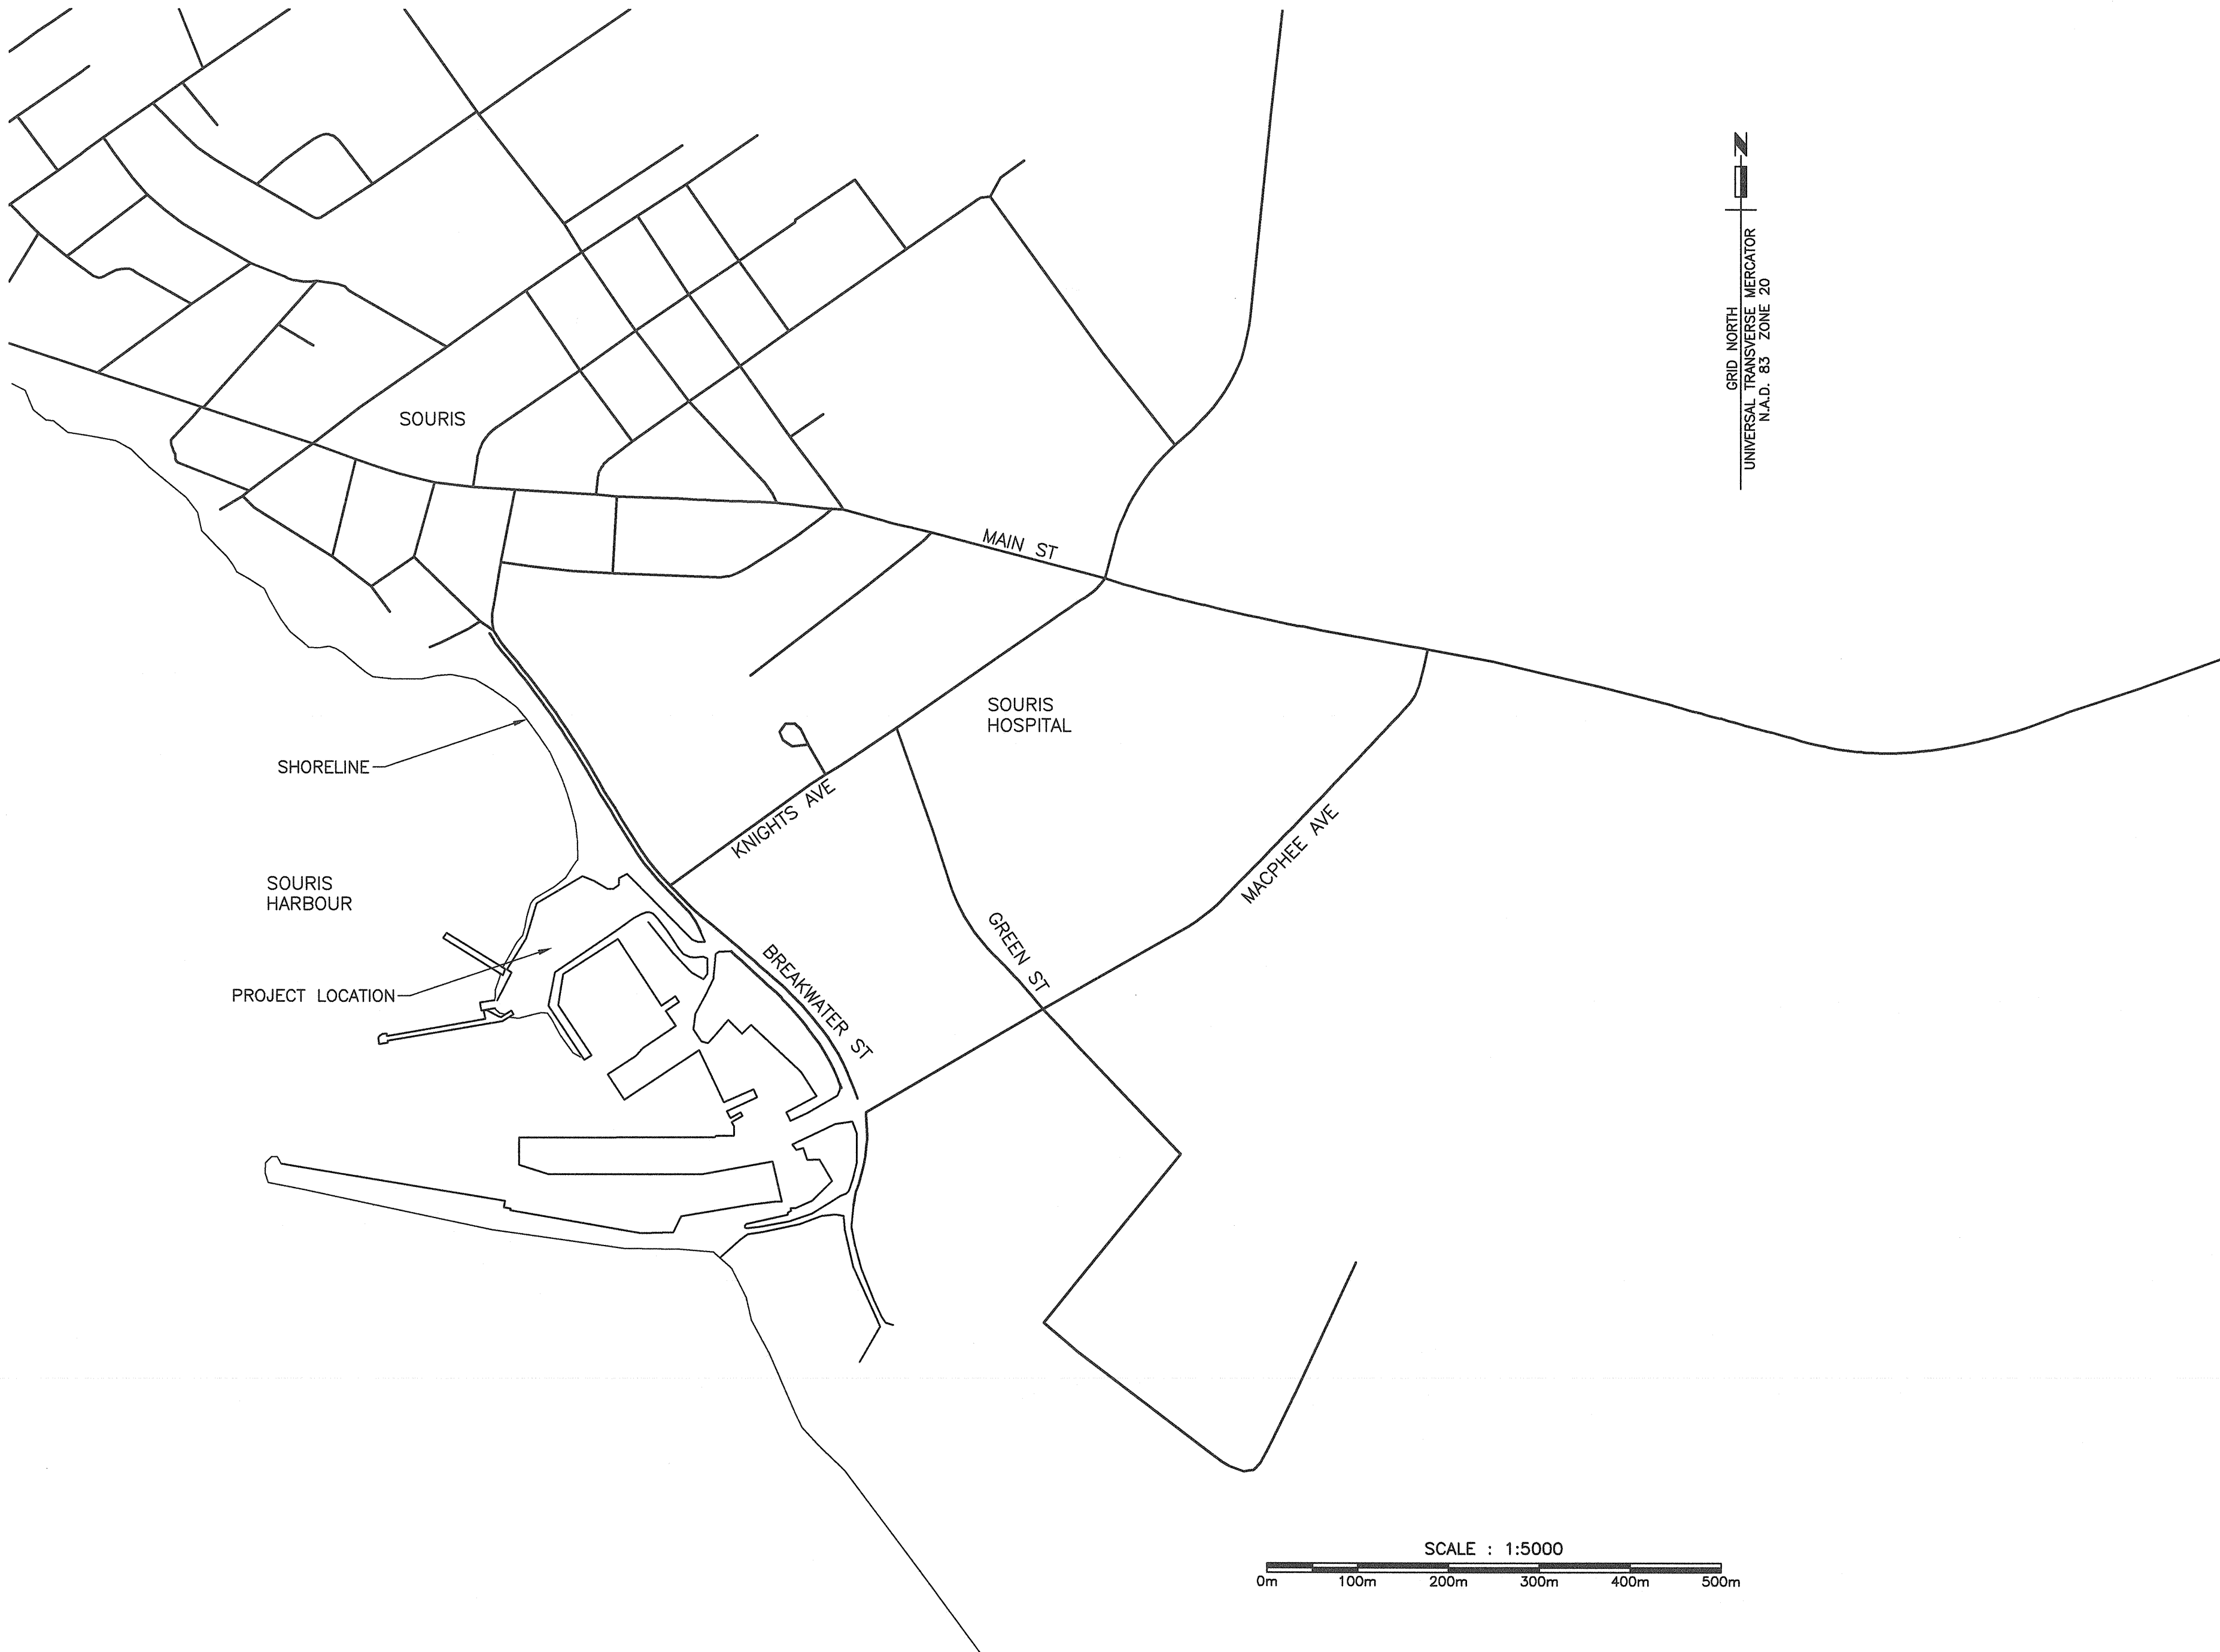 N
GRID NORTH
UNIVERSAL TRANSVERSE MERCATOR
N.A.D. 83 ZONE 20
SOURIS
MAIN ST
SOURIS
HOSPITAL
SHORELINE
KNIGHTS AVE
MACPHEE AVE
SOURIS
HARBOUR
GREEN ST
BREAKWATER ST
PROJECT LOCATION
SCALE : 1:5000
0m 100m 200m 300m 400m 500m